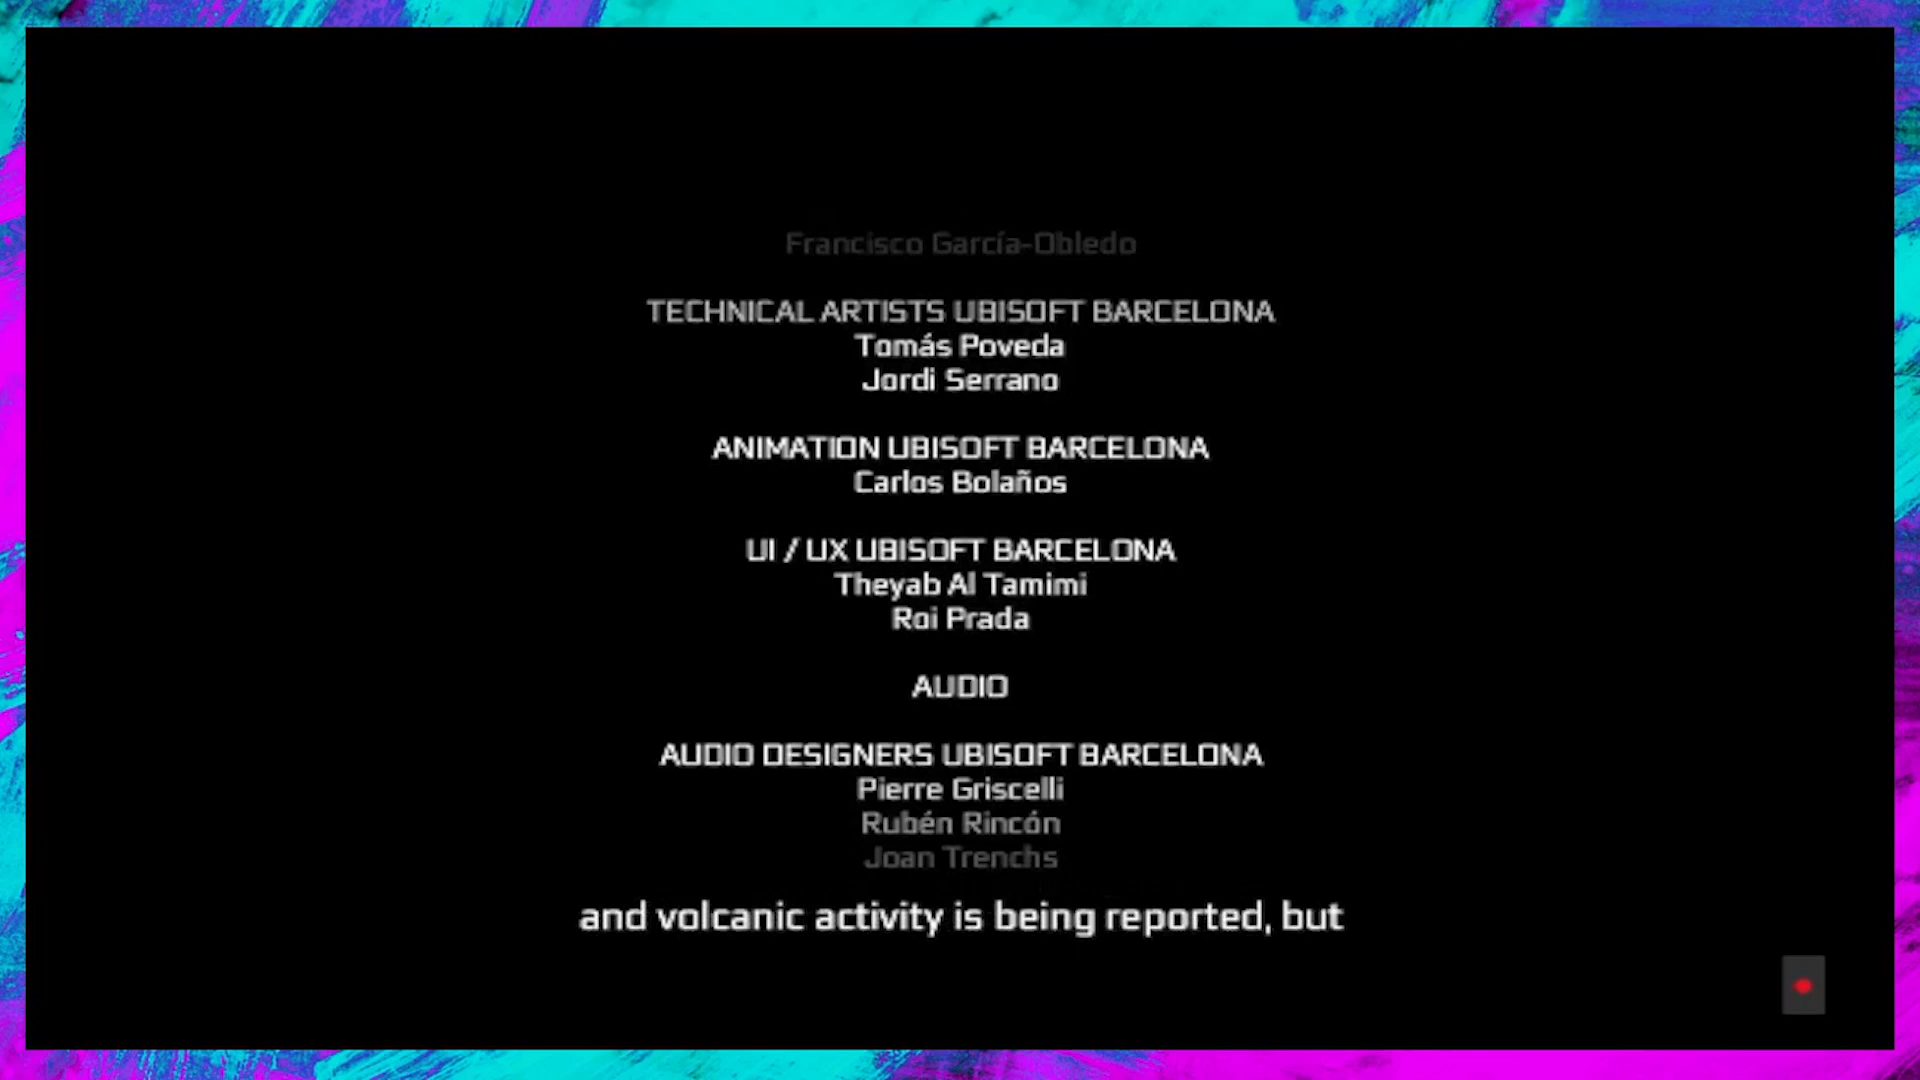 Francisco García-Obledo
TECHNICAL ARTISTS UBISOFT BARCELONA
Tomás Poveda
Jordi Serrano
ANIMATION UBISOFT BARCELONA
Carlos Bolaños
UI / UX UBISOFT BARCELONA
Theyab Al Tamimi
Roi Prada
AUDIO
AUDIO DESIGNERS UBISOFT BARCELONA
Pierre Griscelli
Rubén Rincón
Joan Trenchs
and volcanic activity is being reported, but